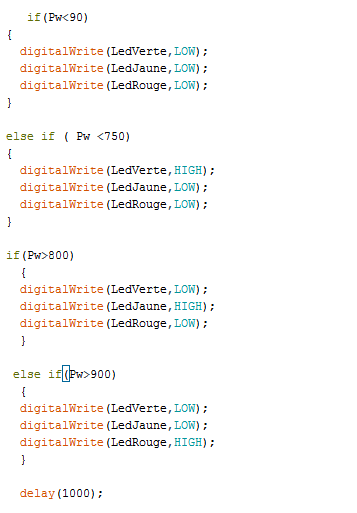 if(Pw<90)
{
digitalWrite(LedVerte,LOW);
digitalWrite(LedJaune,LOW);
digitalWrite(LedRouge,LOW);
}
else if ( Pw <750)
{
digitalWrite(LedVerte,HIGH);
digitalWrite(LedJaune,LOW);
digitalWrite(LedRouge,LOW);
}
if(Pw>800)
{
digitalWrite(LedVerte,LOW);
digitalWrite(LedJaune,HIGH);
digitalWrite(LedRouge,LOW);
}
else if(Pw>900)
{
digitalWrite(LedVerte,LOW);
digitalWrite(LedJaune,LOW);
digitalWrite(LedRouge,HIGH);
}
delay(1000);